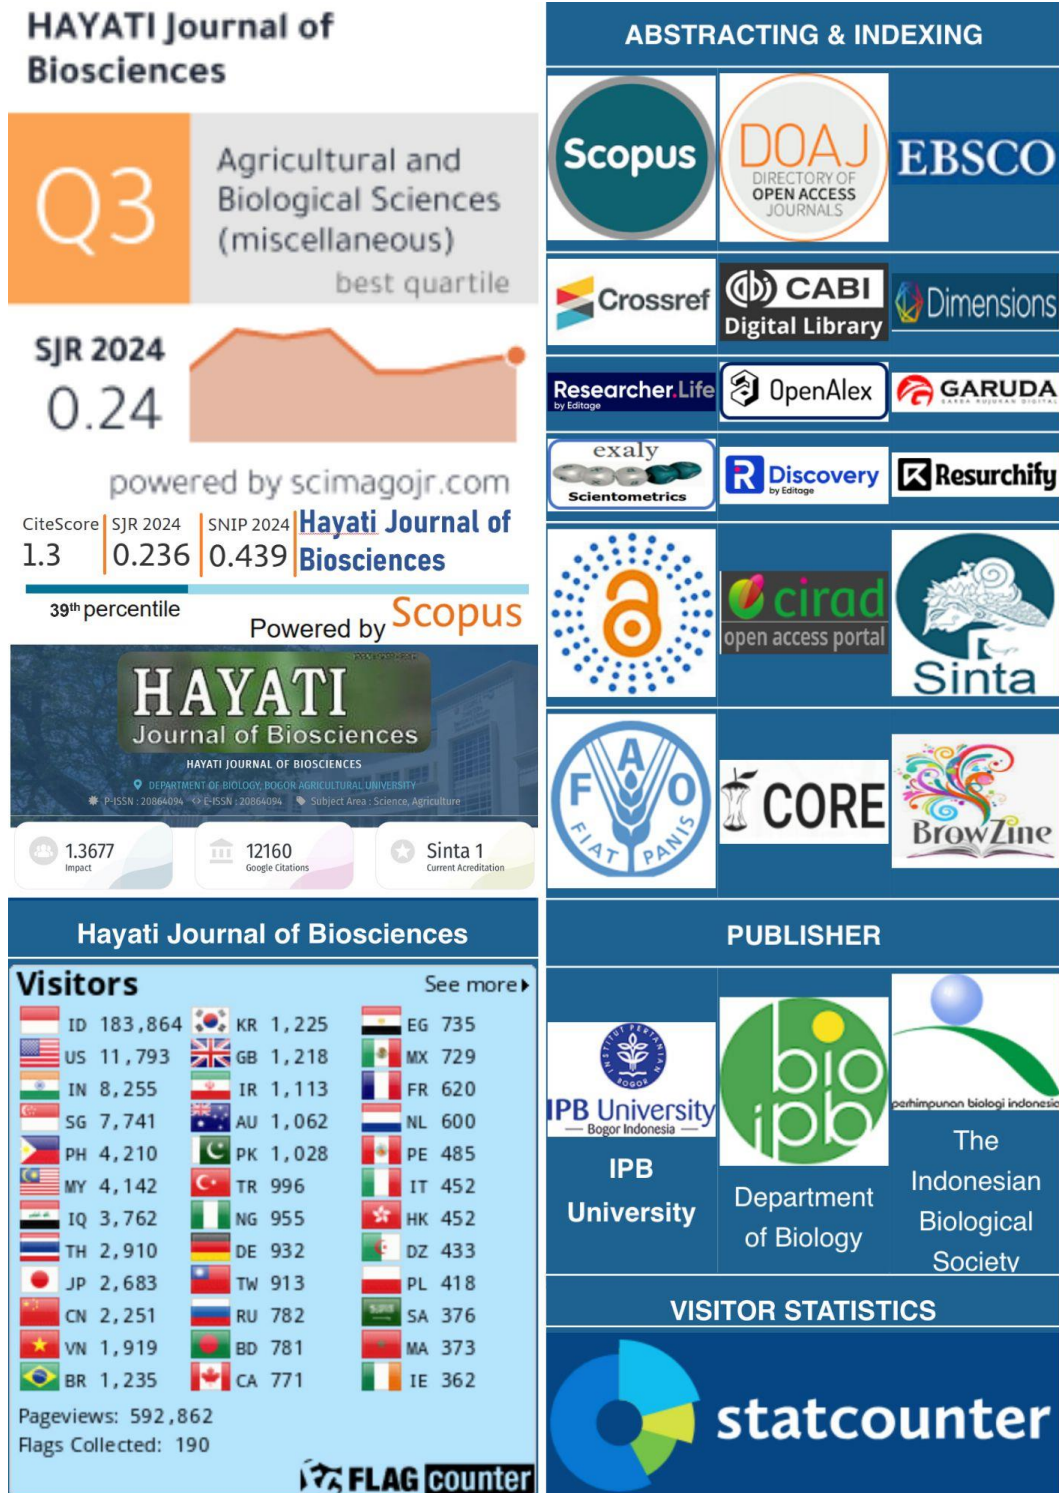 HAYATI Journal of
Biosciences
Q3
Agricultural and
Biological Sciences
(miscellaneous)
best quartile
SJR 2024
0.24
powered by scimagojr.com
CiteScore
1.3
SJR 2024
0.236
SNIP 2024
0.439
Hayati Journal of
Biosciences
39th percentile
Powered by Scopus
HAYATI
Journal of Biosciences
HAYATI JOURNAL OF BIOSCIENCES
DEPARTMENT OF BIOLOGY, BOGOR AGRICULTURAL UNIVERSITY
P-ISSN : 20864094 E-ISSN : 20864094 Subject Area : Science, Agriculture
1.3677
Impact
12160
Google Citations
Sinta 1
Current Acreditation
Hayati Journal of Biosciences
Visitors
See more
ID 183,864 KR 1,225 EG 735
US 11,793 GB 1,218 MX 729
IN 8,255 IR 1,113 FR 620
SG 7,741 AU 1,062 NL 600
PH 4,210 PK 1,028 PE 485
MY 4,142 TR 996 IT 452
IQ 3,762 NG 955 HK 452
TH 2,910 DE 932 DZ 433
JP 2,683 TW 913 PL 418
CN 2,251 RU 782 SA 376
VN 1,919 BD 781 MA 373
BR 1,235 CA 771 IE 362
Pageviews: 592,862
Flags Collected: 190
FLAG counter
ABSTRACTING & INDEXING
Scopus
DOAJ
DIRECTORY OF
OPEN ACCESS
JOURNALS
EBSCO
Crossref
CABI
Digital Library
Dimensions
Researcher.Life
by Editage
OpenAlex
GARUDA
GARBA RUJUKAN DIGITAL
exaly
Scientometrics
R Discovery
by Editage
Resurchify
cirad
open access portal
Sinta
FAO
FIAT PANIS
CORE
BrowZine
PUBLISHER
INSTITUT PERTANIAN
BOGOR
IPB University
Bogor Indonesia
IPB
University
bio
ipb
Department
of Biology
perhimpunan biologi indonesia
The
Indonesian
Biological
Society
VISITOR STATISTICS
statcounter